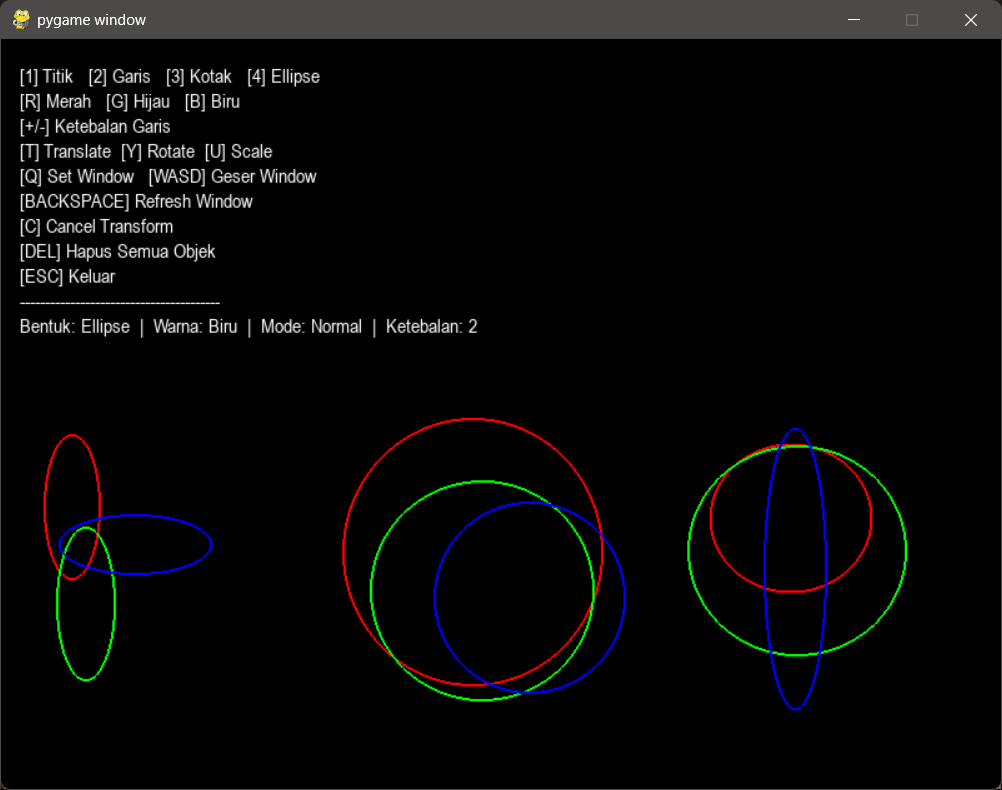 pygame window
[1] Titik   [2] Garis   [3] Kotak   [4] Ellipse
[R] Merah   [G] Hijau   [B] Biru
[+/-] Ketebalan Garis
[T] Translate  [Y] Rotate  [U] Scale
[Q] Set Window   [WASD] Geser Window
[BACKSPACE] Refresh Window
[C] Cancel Transform
[DEL] Hapus Semua Objek
[ESC] Keluar
----------------------------------------
Bentuk: Ellipse  |  Warna: Biru  |  Mode: Normal  |  Ketebalan: 2